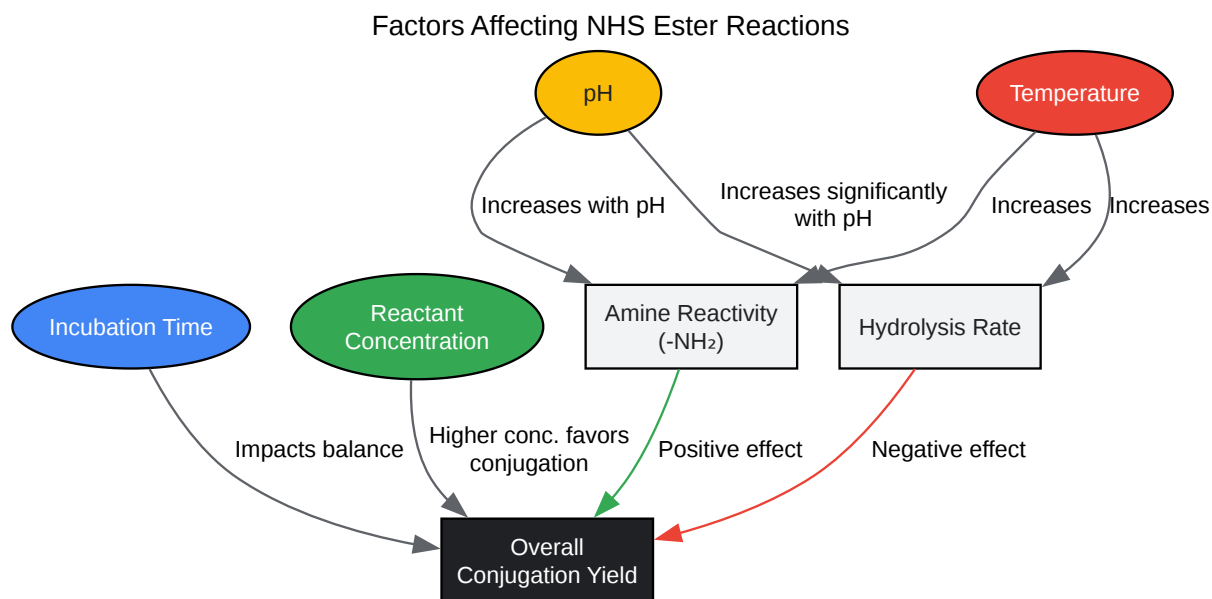 Factors Affecting NHS Ester Reactions
pH
Temperature
Increases with pH
Increases significantly
with pH
Increases
Increases
Incubation Time
Reactant
Concentration
Amine Reactivity
(-NH₂)
Hydrolysis Rate
Impacts balance
Higher conc. favors
conjugation
Positive effect
Negative effect
Overall
Conjugation Yield